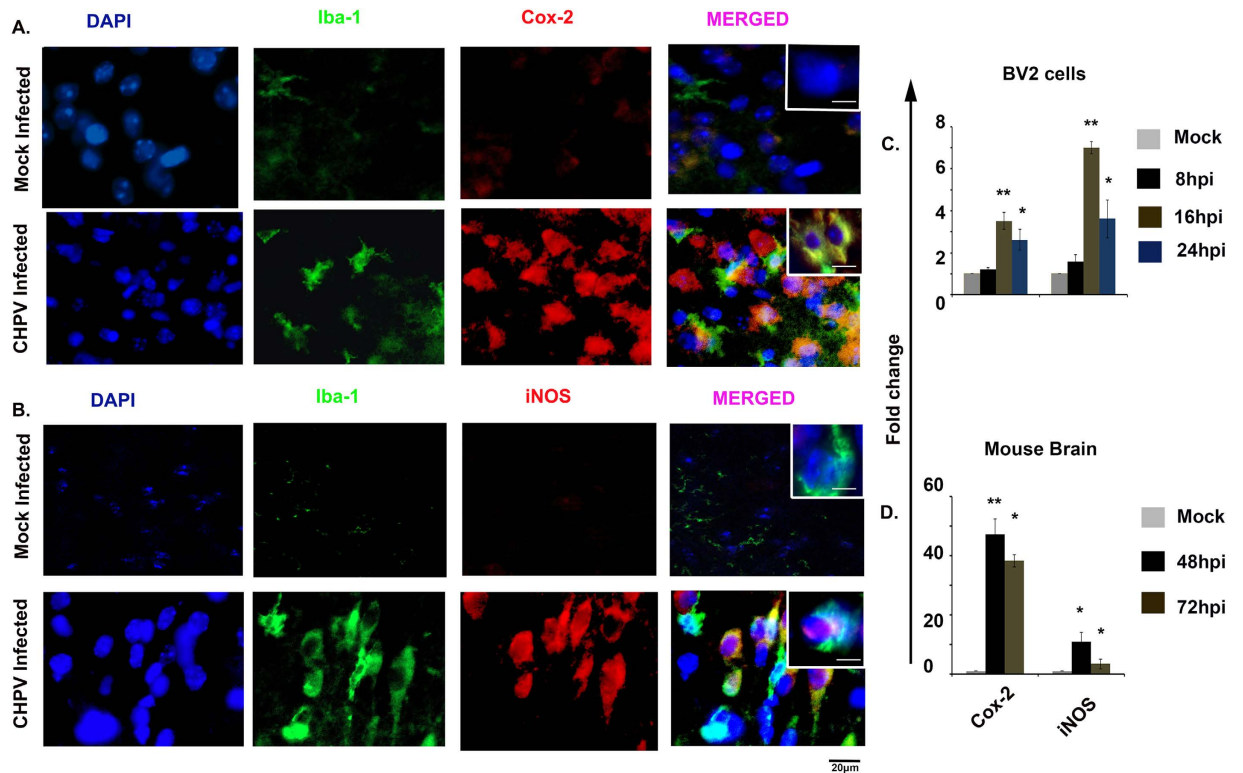 A.
DAPI Iba-1 Cox-2 MERGED
Mock Infected
CHPV Infected
B.
DAPI Iba-1 iNOS MERGED
Mock Infected
CHPV Infected
20µm
Fold change
BV2 cells
C.
8
6
4
2
0
**
*
**
*
Mock
8hpi
16hpi
24hpi
Mouse Brain
D.
60
40
20
0
**
*
*
*
Mock
48hpi
72hpi
Cox-2
iNOS